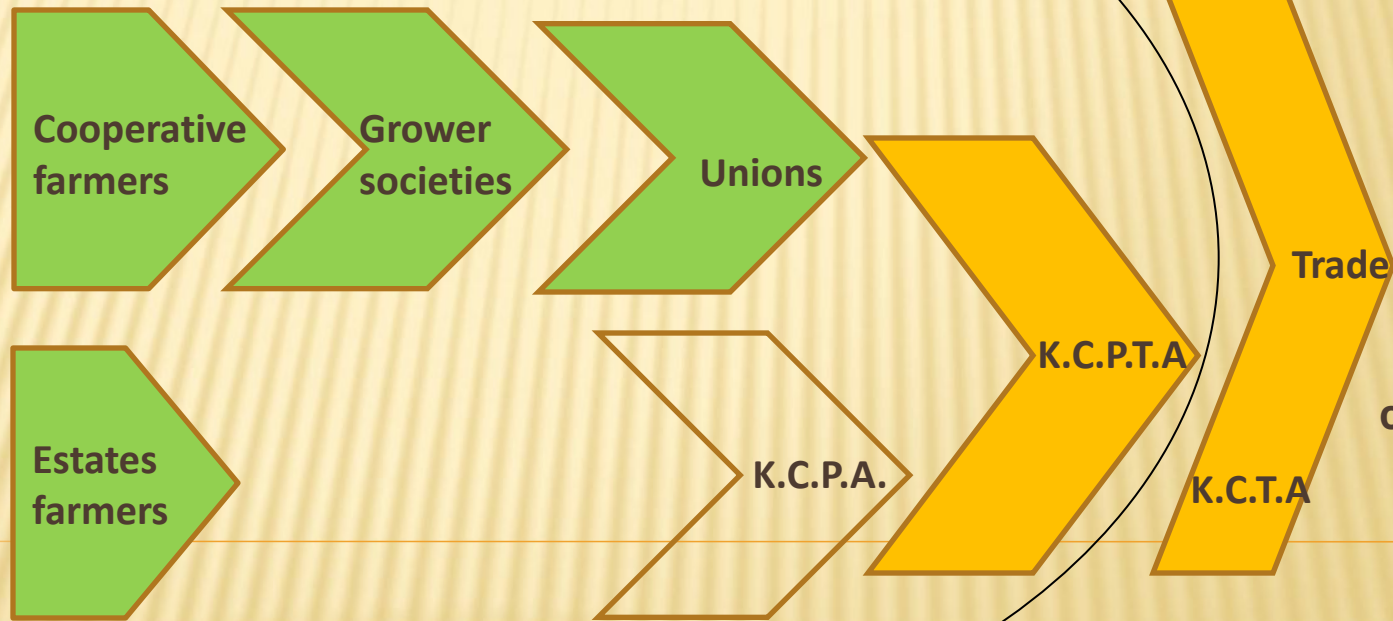 Cooperative
farmers
Grower
societies
Unions
Trade
K.C.P.T.A
Estates
farmers
K.C.P.A.
K.C.T.A